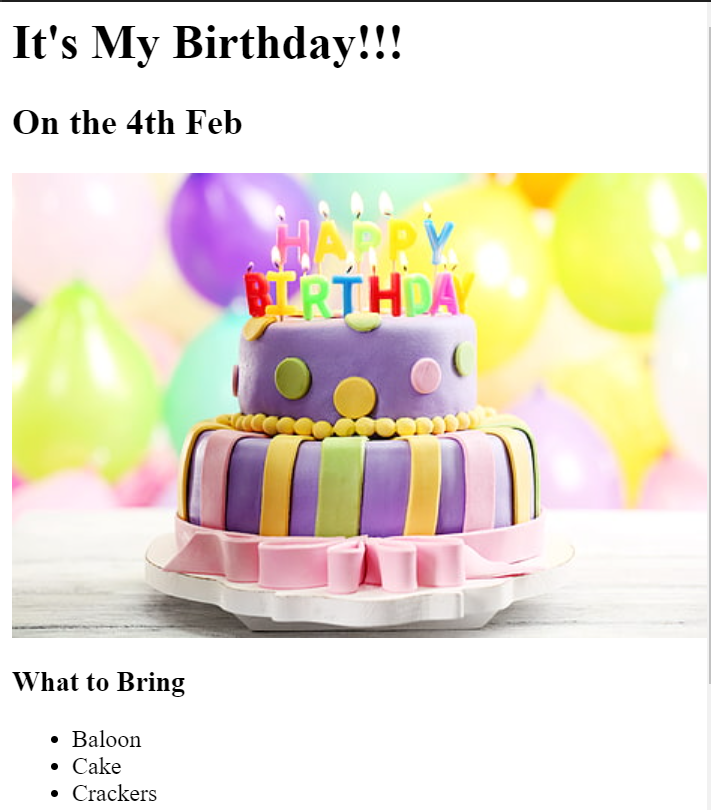 It's My Birthday!!!
On the 4th Feb
HAPPY
BIRTHDAY
What to Bring
Baloon
Cake
Crackers